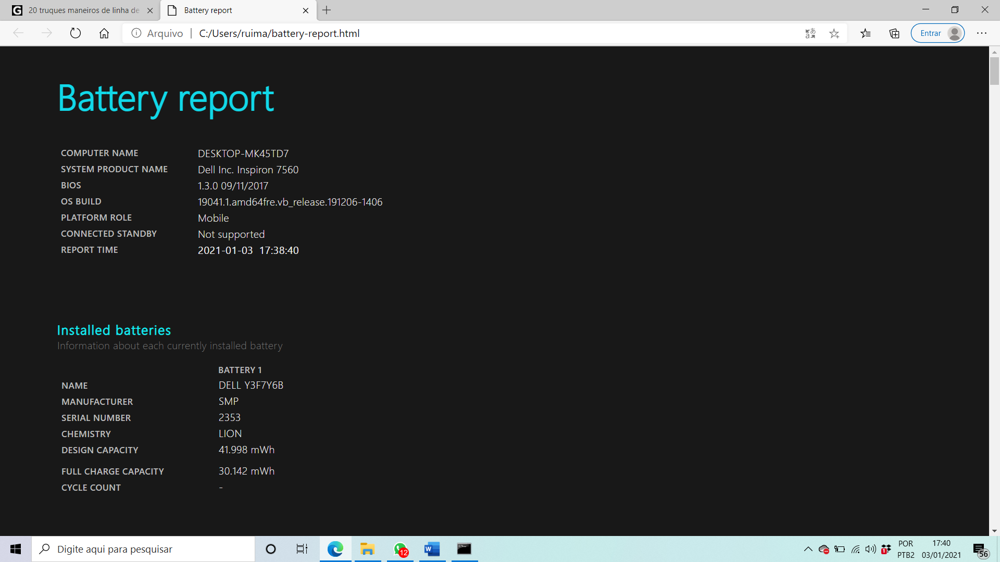 20 truques maneiros de linha de
Battery report
Arquivo
C:/Users/ruima/battery-report.html
Entrar
Battery report
COMPUTER NAME DESKTOP-MK45TD7
SYSTEM PRODUCT NAME Dell Inc. Inspiron 7560
BIOS 1.3.0 09/11/2017
OS BUILD 19041.1.amd64fre.vb_release.191206-1406
PLATFORM ROLE Mobile
CONNECTED STANDBY Not supported
REPORT TIME 2021-01-03 17:38:40
Installed batteries
Information about each currently installed battery
BATTERY 1
NAME DELL Y3F7Y6B
MANUFACTURER SMP
SERIAL NUMBER 2353
CHEMISTRY LION
DESIGN CAPACITY 41.998 mWh
FULL CHARGE CAPACITY 30.142 mWh
CYCLE COUNT -
Digite aqui para pesquisar
12
1
POR
PTB2
17:40
03/01/2021
56